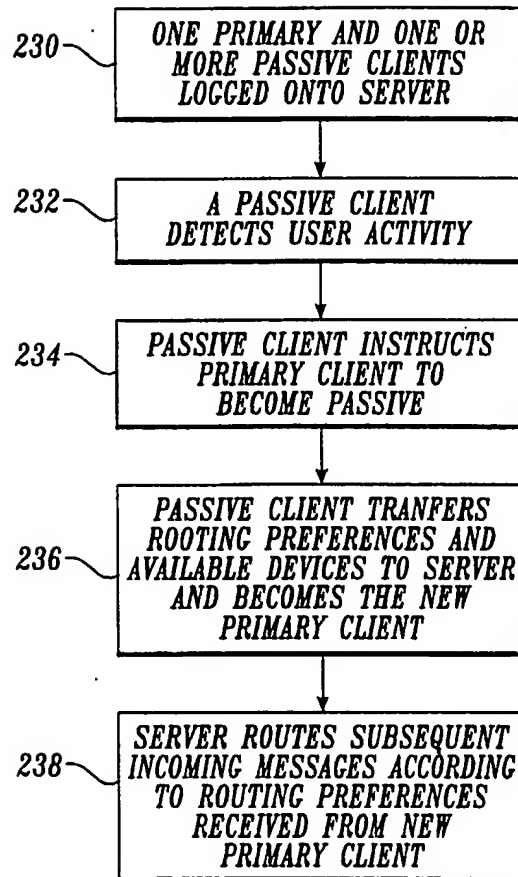 230
ONE PRIMARY AND ONE OR
MORE PASSIVE CLIENTS
LOGGED ONTO SERVER
232
A PASSIVE CLIENT
DETECTS USER ACTIVITY
234
PASSIVE CLIENT INSTRUCTS
PRIMARY CLIENT TO
BECOME PASSIVE
236
PASSIVE CLIENT TRANFERS
ROOTING PREFERENCES AND
AVAILABLE DEVICES TO SERVER
AND BECOMES THE NEW
PRIMARY CLIENT
238
SERVER ROUTES SUBSEQUENT
INCOMING MESSAGES ACCORDING
TO ROUTING PREFERENCES
RECEIVED FROM NEW
PRIMARY CLIENT